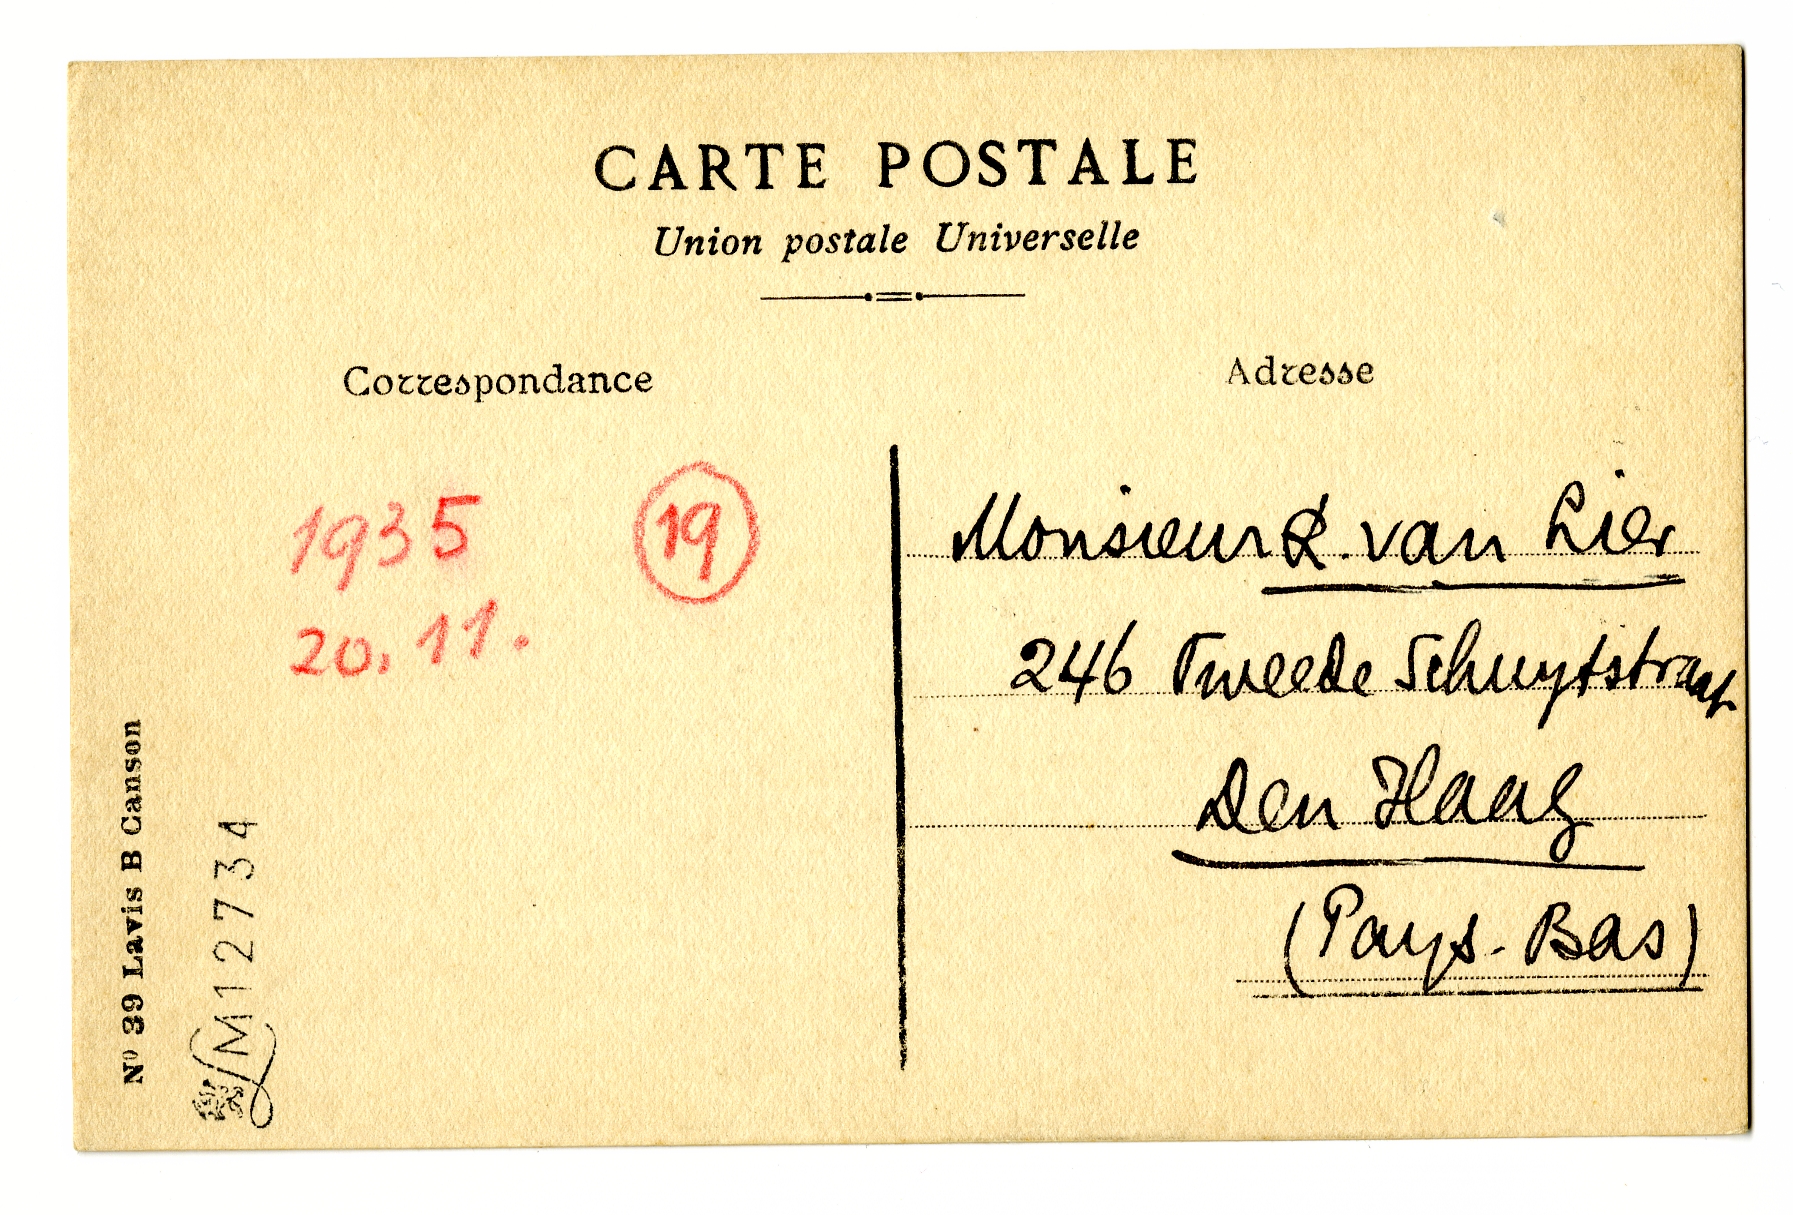 CARTE POSTALE
Union postale Universelle
Correspondance
1935
19
20.11.
Nº 39 Lavis B Canson
M12734
Adresse
Monsieur R. van Lier
246 Tweede Schuytstraat
Den Haag
(Pays-Bas)